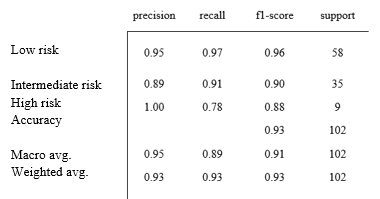 precision recall f1-score support
Low risk 0.95 0.97 0.96 58
Intermediate risk 0.89 0.91 0.90 35
High risk 1.00 0.78 0.88 9
Accuracy 0.93 102
Macro avg. 0.95 0.89 0.91 102
Weighted avg. 0.93 0.93 0.93 102